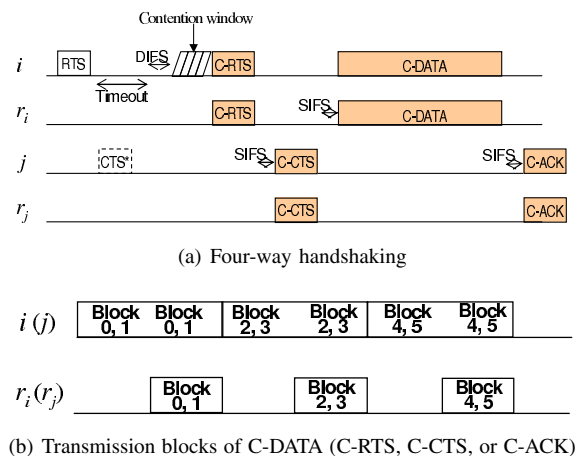 Contention window
i RTS DIFS C-RTS C-DATA
Timeout
r_i C-RTS SIFS C-DATA
j CTS* SIFS C-CTS SIFS C-ACK
r_j C-CTS C-ACK
(a) Four-way handshaking
i (j) Block 0, 1 Block 0, 1 Block 2, 3 Block 2, 3 Block 4, 5 Block 4, 5
r_i(r_j) Block 0, 1 Block 2, 3 Block 4, 5
(b) Transmission blocks of C-DATA (C-RTS, C-CTS, or C-ACK)